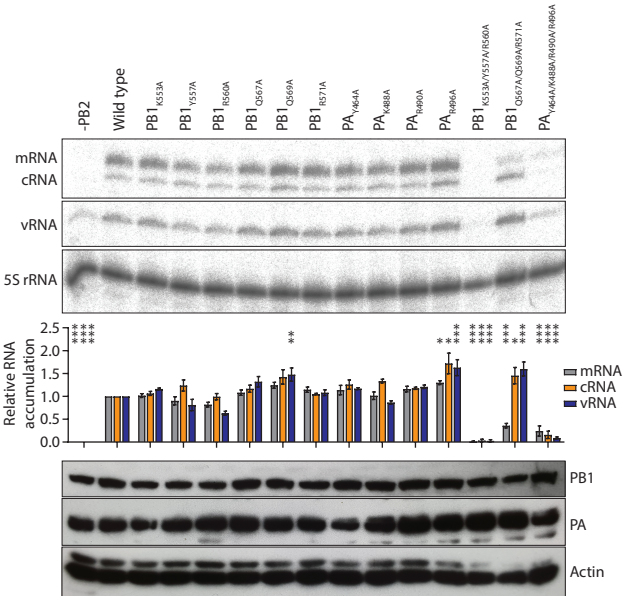 -PB2
Wild type
PB1K553A
PB1Y557A
PB1R560A
PB1Q567A
PB1Q569A
PB1R571A
PAY464A
PAK488A
PAR490A
PAR496A
PB1K553A/Y557A/R560A
PB1Q567A/Q569A/R571A
PAY464A/K488A/R490A/R496A
mRNA
cRNA
vRNA
5S rRNA
Relative RNA
accumulation
2.5
2.0
1.5
1.0
0.5
0.0
*** *** *** ** * ** *** *** *** *** *** ** *** *** *** ***
mRNA
cRNA
vRNA
PB1
PA
Actin